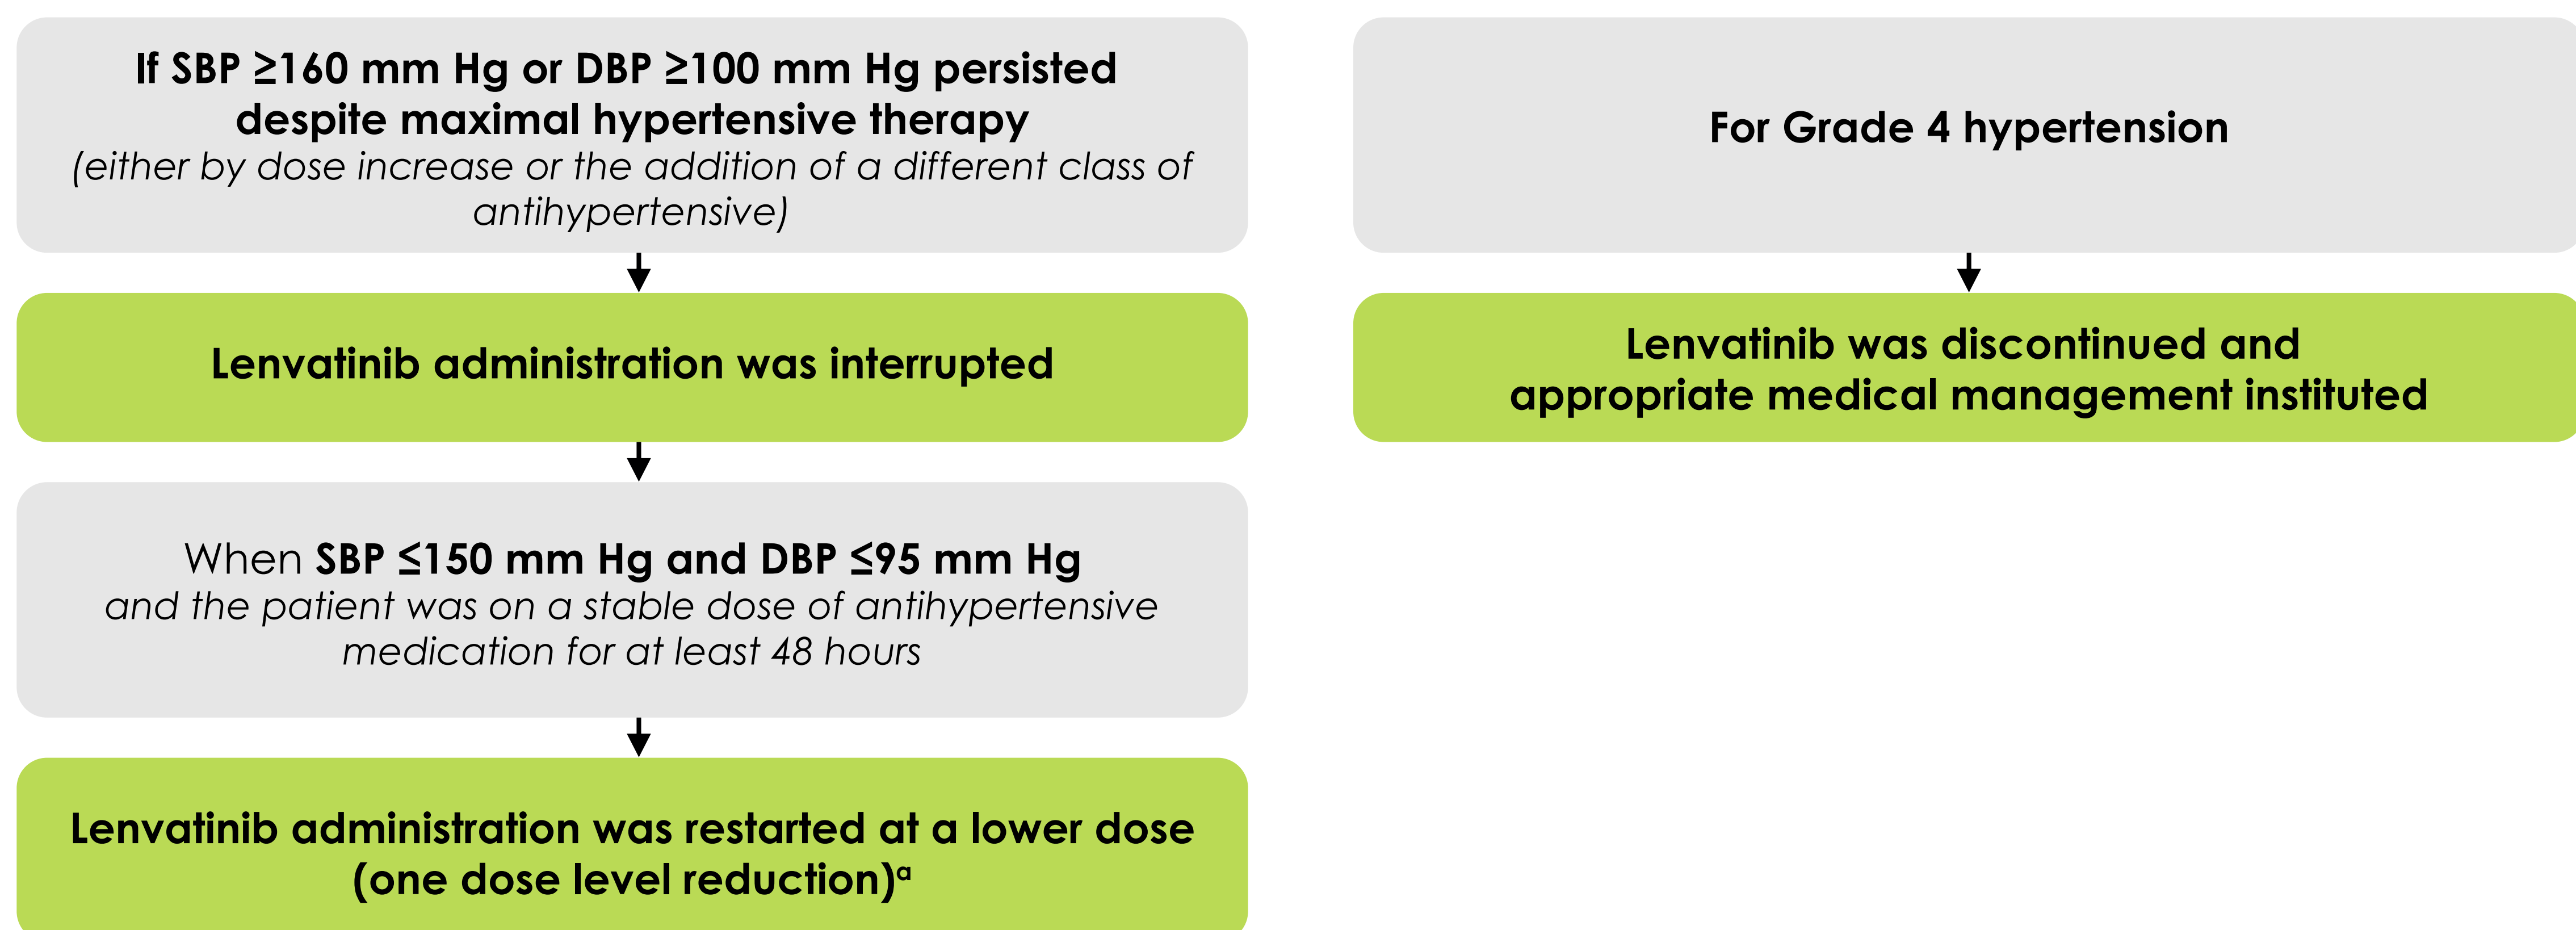 If SBP ≥160 mm Hg or DBP ≥100 mm Hg persisted
despite maximal hypertensive therapy
(either by dose increase or the addition of a different class of
antihypertensive)
Lenvatinib administration was interrupted
When SBP ≤150 mm Hg and DBP ≤95 mm Hg
and the patient was on a stable dose of antihypertensive
medication for at least 48 hours
Lenvatinib administration was restarted at a lower dose
(one dose level reduction)ᵃ
For Grade 4 hypertension
Lenvatinib was discontinued and
appropriate medical management instituted